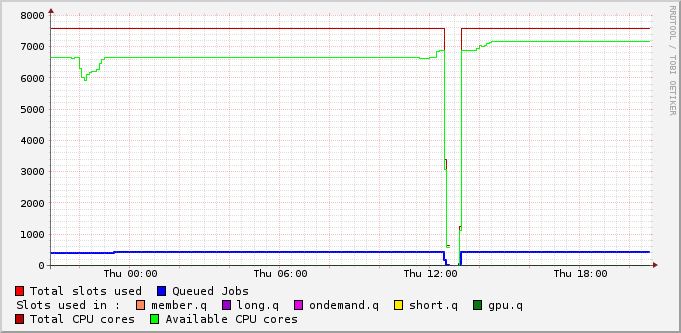 8000
7000
6000
5000
4000
3000
2000
1000
0
Thu 00:00 Thu 06:00 Thu 12:00 Thu 18:00
RRDTOOL / TOBI OETIKER
Total slots used Queued Jobs
Slots used in : member.q long.q ondemand.q short.q gpu.q
Total CPU cores Available CPU cores